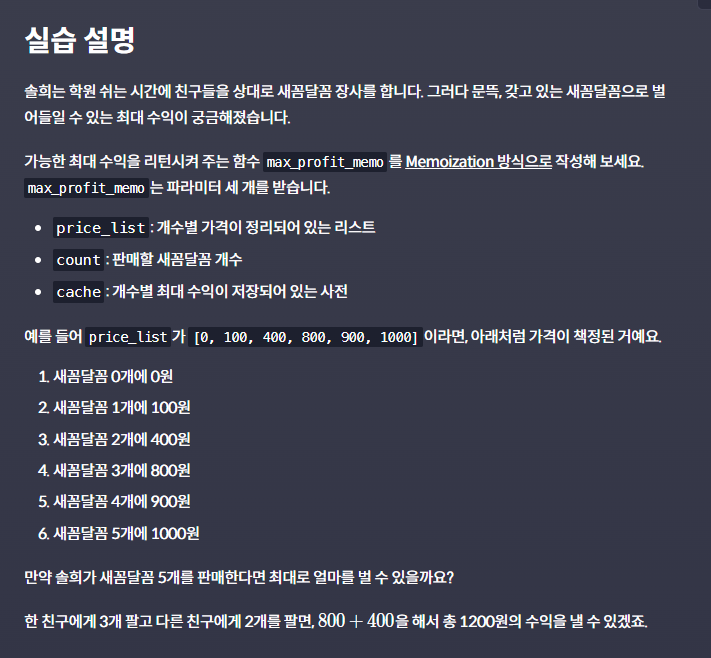 실습 설명
솔희는 학원 쉬는 시간에 친구들을 상대로 새꼼달꼼 장사를 합니다. 그러다 문뜩, 갖고 있는 새꼼달꼼으로 벌
어들일 수 있는 최대 수익이 궁금해졌습니다.
가능한 최대 수익을 리턴시켜 주는 함수 max_profit_memo 를 Memoization 방식으로 작성해 보세요.
max_profit_memo 는 파라미터 세 개를 받습니다.
• price_list : 개수별 가격이 정리되어 있는 리스트
• count : 판매할 새꼼달꼼 개수
• cache : 개수별 최대 수익이 저장되어 있는 사전
예를 들어 price_list 가 [0, 100, 400, 800, 900, 1000] 이라면, 아래처럼 가격이 책정된 거예요.
1. 새꼼달꼼 0개에 0원
2. 새꼼달꼼 1개에 100원
3. 새꼼달꼼 2개에 400원
4. 새꼼달꼼 3개에 800원
5. 새꼼달꼼 4개에 900원
6. 새꼼달꼼 5개에 1000원
만약 솔희가 새꼼달꼼 5개를 판매한다면 최대로 얼마를 벌 수 있을까요?
한 친구에게 3개 팔고 다른 친구에게 2개를 팔면, 800 + 400을 해서 총 1200원의 수익을 낼 수 있겠죠.